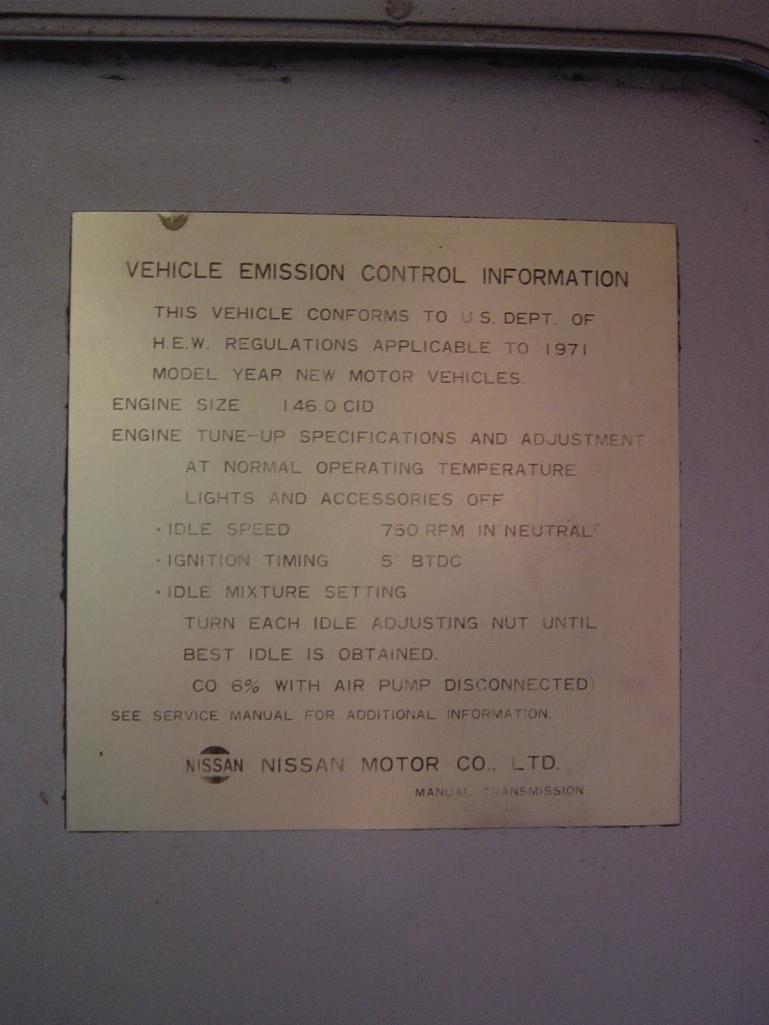 VEHICLE EMISSION CONTROL INFORMATION
THIS VEHICLE CONFORMS TO U.S. DEPT. OF
H.E.W. REGULATIONS APPLICABLE TO 1971
MODEL YEAR NEW MOTOR VEHICLES.
ENGINE SIZE 146.0 CID
ENGINE TUNE-UP SPECIFICATIONS AND ADJUSTMENT
AT NORMAL OPERATING TEMPERATURE
LIGHTS AND ACCESSORIES OFF
· IDLE SPEED 750 RPM IN "NEUTRAL"
· IGNITION TIMING 5° BTDC
· IDLE MIXTURE SETTING
TURN EACH IDLE ADJUSTING NUT UNTIL
BEST IDLE IS OBTAINED.
(CO 6% WITH AIR PUMP DISCONNECTED)
SEE SERVICE MANUAL FOR ADDITIONAL INFORMATION.
NISSAN NISSAN MOTOR CO., LTD.
MANUAL TRANSMISSION